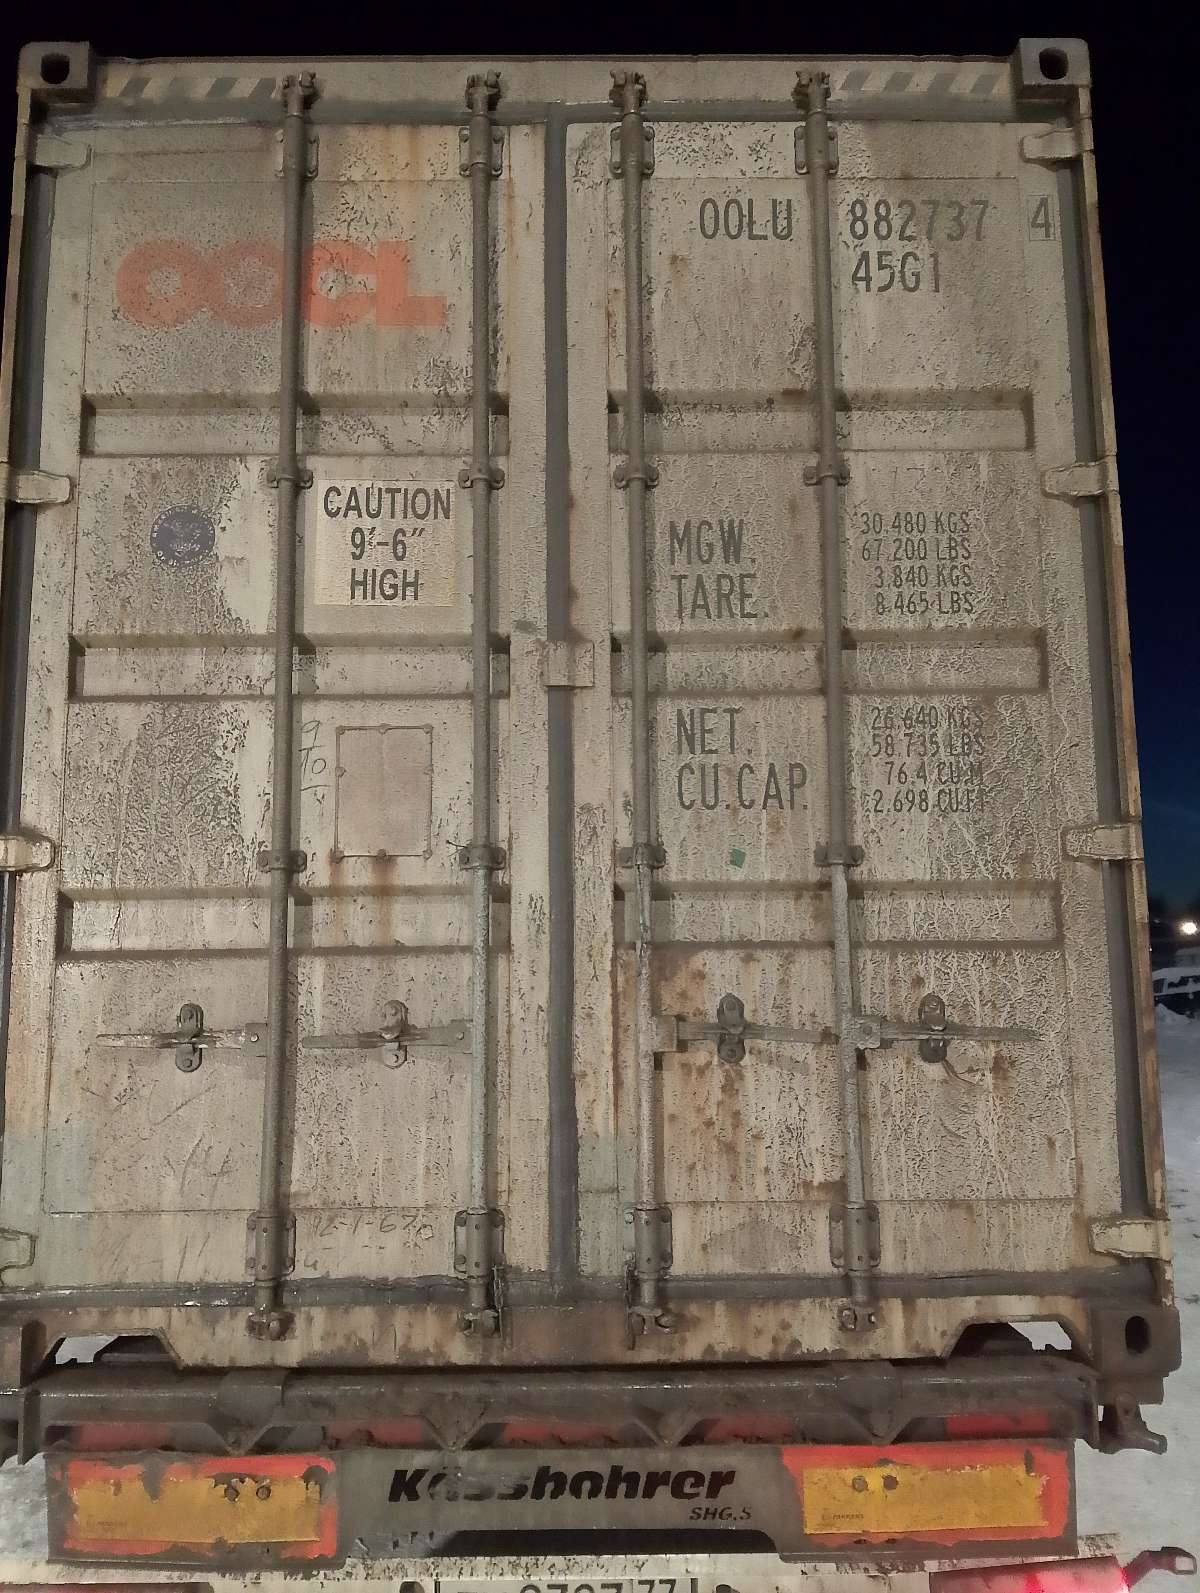 OOCL
OOLU 882737 4
45G1
CAUTION
9'-6"
HIGH
MGW. 30.480 KGS
67.200 LBS
TARE. 3.840 KGS
8.465 LBS
NET. 26.640 KGS
58.735 LBS
CU.CAP. 76.4 CU.M
2.698 CU.FT
9
10
Kässbohrer
SHG.S